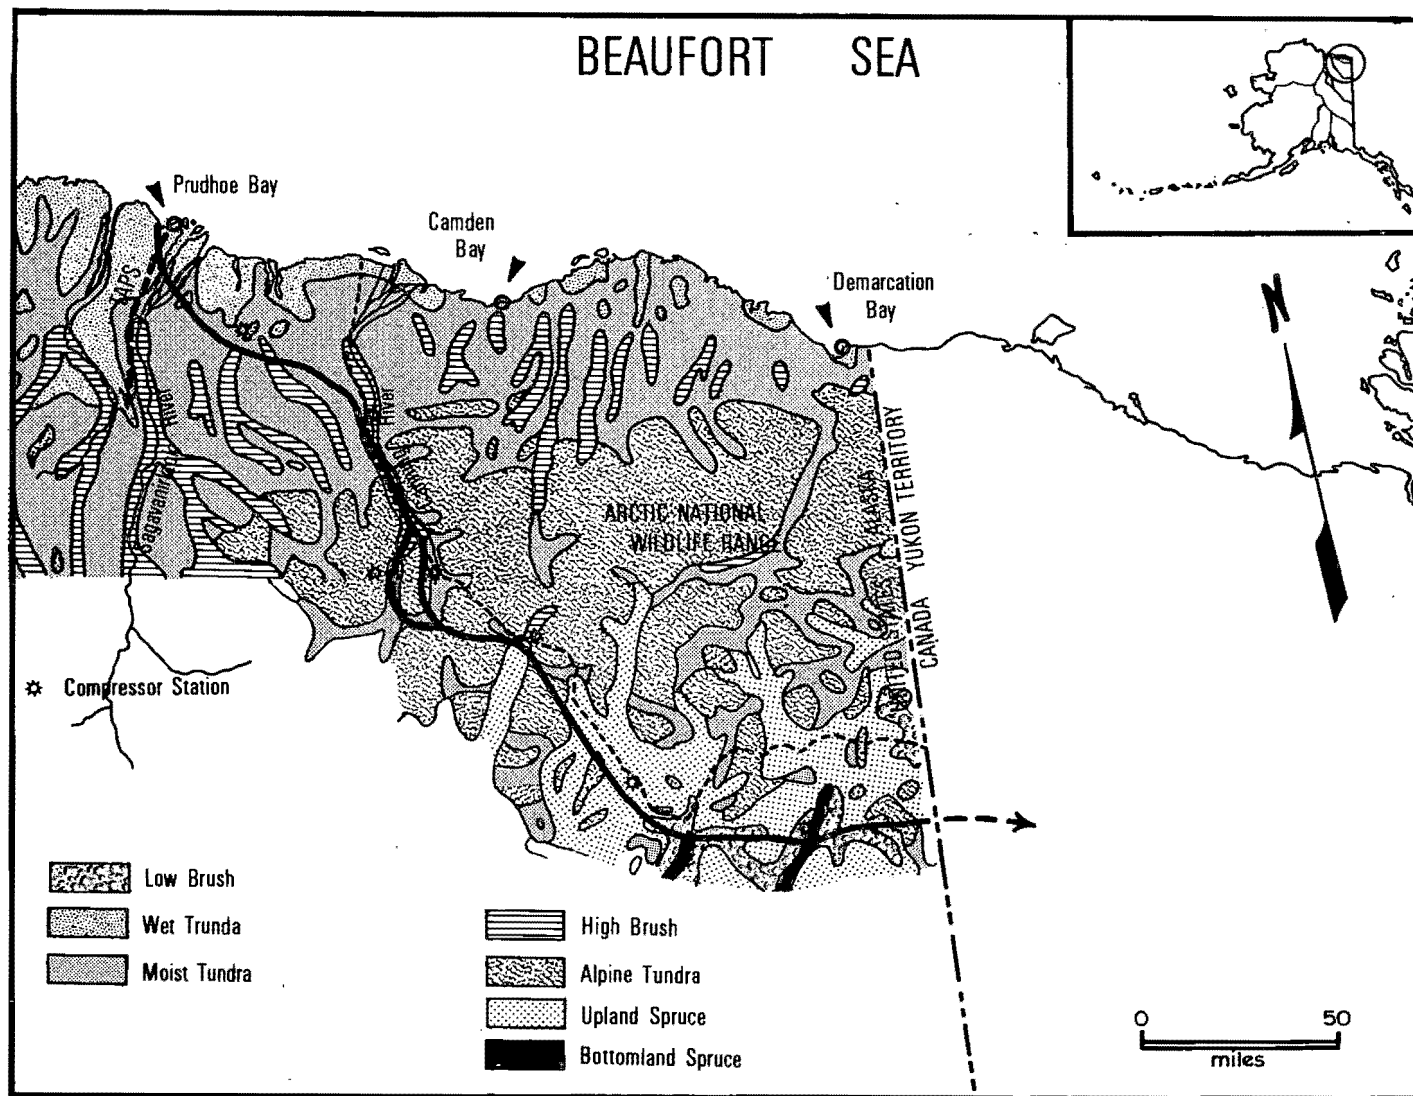 BEAUFORT SEA
Prudhoe Bay
Camden
Bay
Demarcation
Bay
N
TAPS
River
Sagavanirktok
River
Canning
ARCTIC NATIONAL
WILDLIFE RANGE
UNITED STATES ALASKA
CANADA YUKON TERRITORY
Compressor Station
Low Brush
Wet Trunda
Moist Tundra
High Brush
Alpine Tundra
Upland Spruce
Bottomland Spruce
0 50
miles